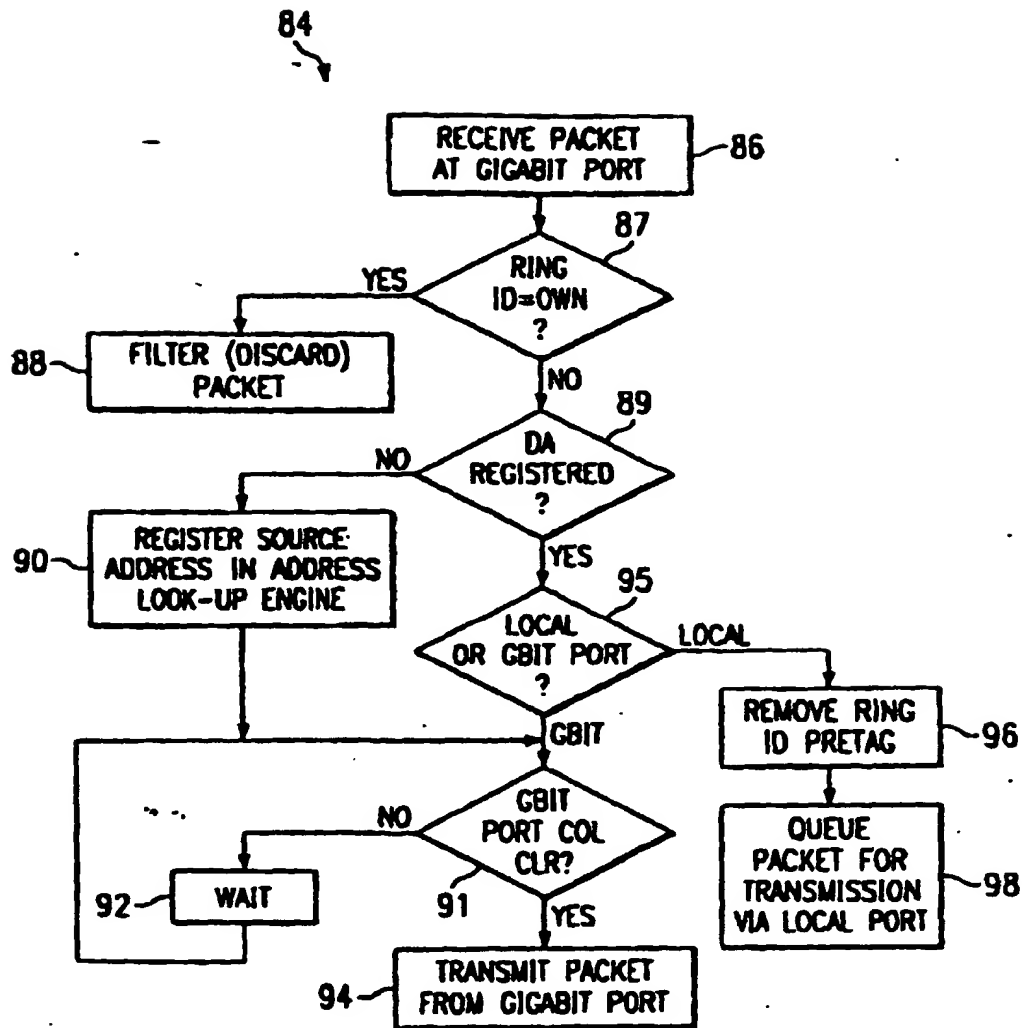 84
RECEIVE PACKET
AT GIGABIT PORT
86
87
RING
ID=OWN
?
YES
NO
88
FILTER (DISCARD)
PACKET
89
DA
REGISTERED
?
NO
YES
90
REGISTER SOURCE
ADDRESS IN ADDRESS
LOOK-UP ENGINE
95
LOCAL
OR GBIT PORT
?
LOCAL
GBIT
REMOVE RING
ID PRETAG
96
GBIT
PORT COL
CLR?
NO
91
YES
92
WAIT
QUEUE
PACKET FOR
TRANSMISSION
VIA LOCAL PORT
98
94
TRANSMIT PACKET
FROM GIGABIT PORT